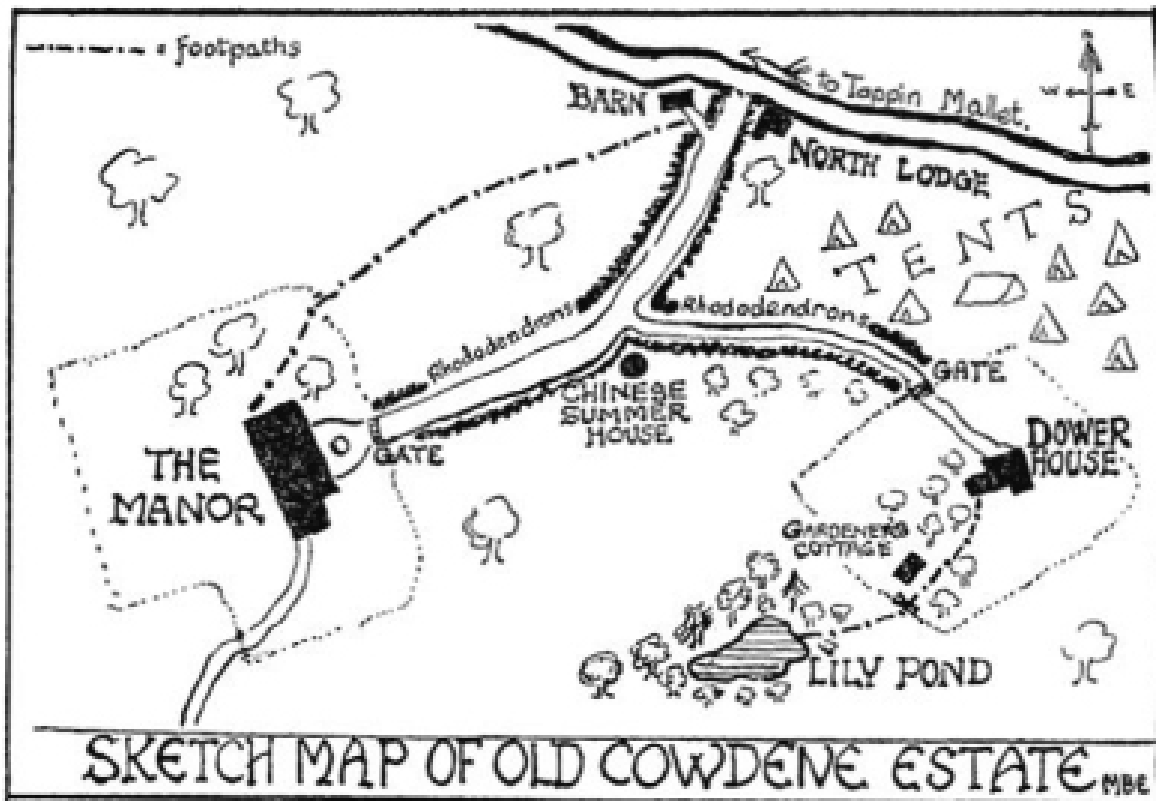 footpaths
N
W E
BARN
to Tappin Mallet.
NORTH LODGE
TENTS
Rhododendrons
Rhododendrons
GATE
CHINESE
SUMMER
HOUSE
GATE
THE
MANOR
DOWER
HOUSE
GARDENER'S
COTTAGE
LILY POND
SKETCH MAP OF OLD COWDENE ESTATE